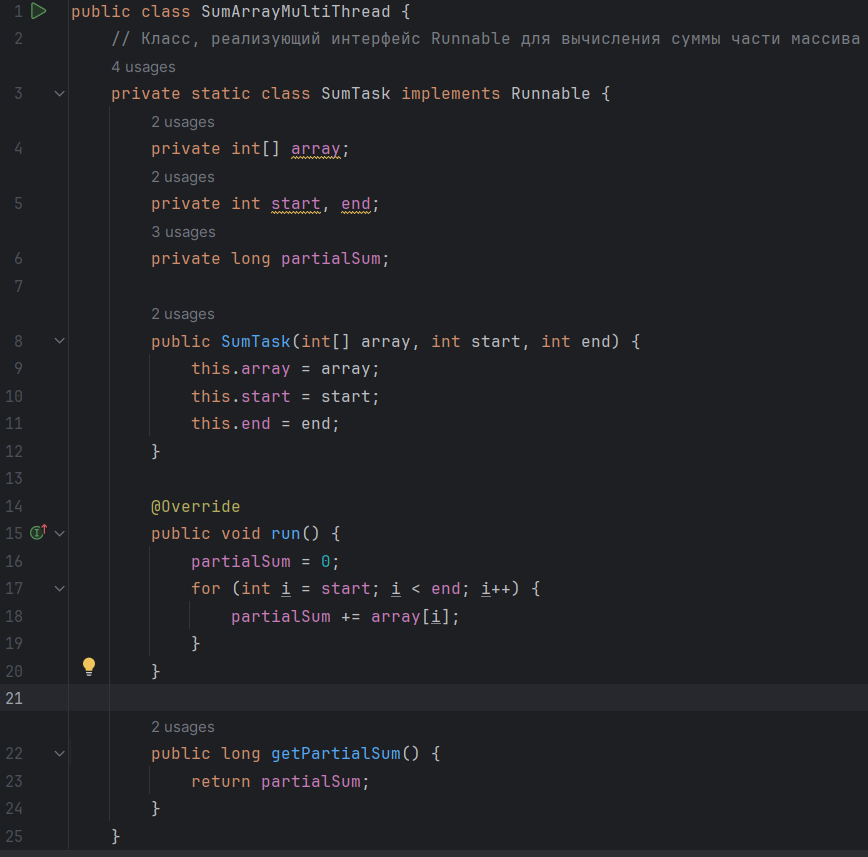 1 public class SumArrayMultiThread {
2 // Класс, реализующий интерфейс Runnable для вычисления суммы части массива
4 usages
3 private static class SumTask implements Runnable {
2 usages
4 private int[] array;
2 usages
5 private int start, end;
3 usages
6 private long partialSum;
7
2 usages
8 public SumTask(int[] array, int start, int end) {
9 this.array = array;
10 this.start = start;
11 this.end = end;
12 }
13
14 @Override
15 public void run() {
16 partialSum = 0;
17 for (int i = start; i < end; i++) {
18 partialSum += array[i];
19 }
20 }
21
2 usages
22 public long getPartialSum() {
23 return partialSum;
24 }
25 }